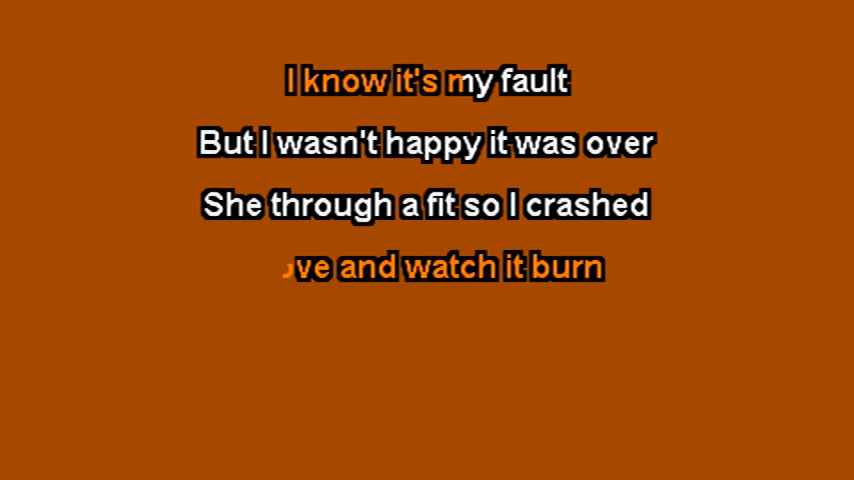 I know it's my fault
But I wasn't happy it was over
She through a fit so I crashed
and watch it burn